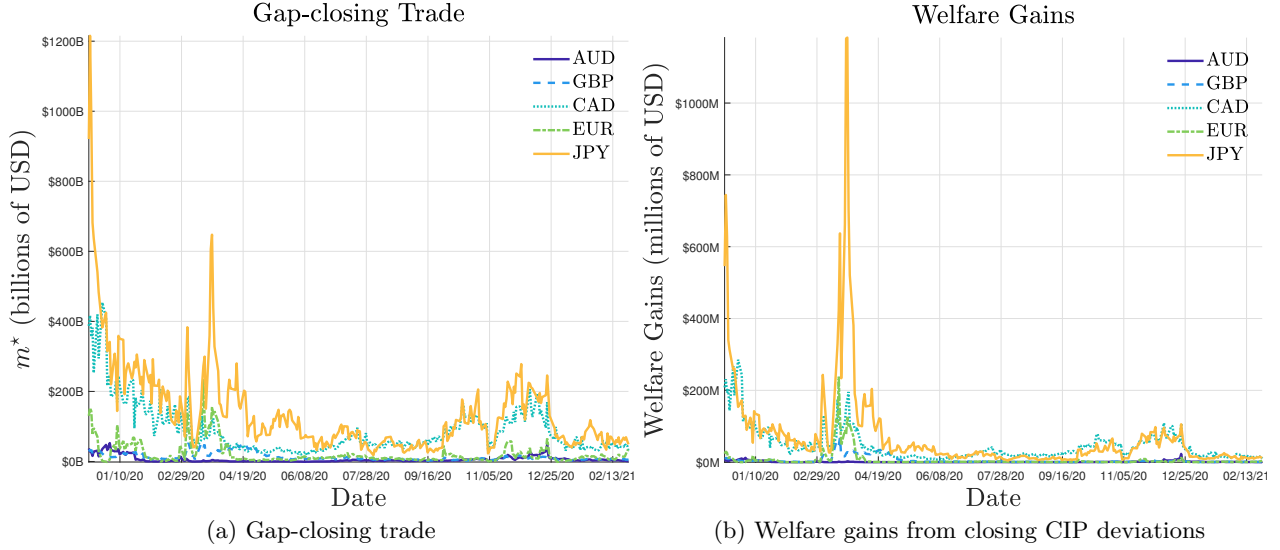 Gap-closing Trade
m* (billions of USD)
$1200B
$1000B
$800B
$600B
$400B
$200B
$0B
AUD
GBP
CAD
EUR
JPY
01/10/20 02/29/20 04/19/20 06/08/20 07/28/20 09/16/20 11/05/20 12/25/20 02/13/21
Date
(a) Gap-closing trade
Welfare Gains
Welfare Gains (millions of USD)
$1000M
$800M
$600M
$400M
$200M
$0M
AUD
GBP
CAD
EUR
JPY
01/10/20 02/29/20 04/19/20 06/08/20 07/28/20 09/16/20 11/05/20 12/25/20 02/13/21
Date
(b) Welfare gains from closing CIP deviations